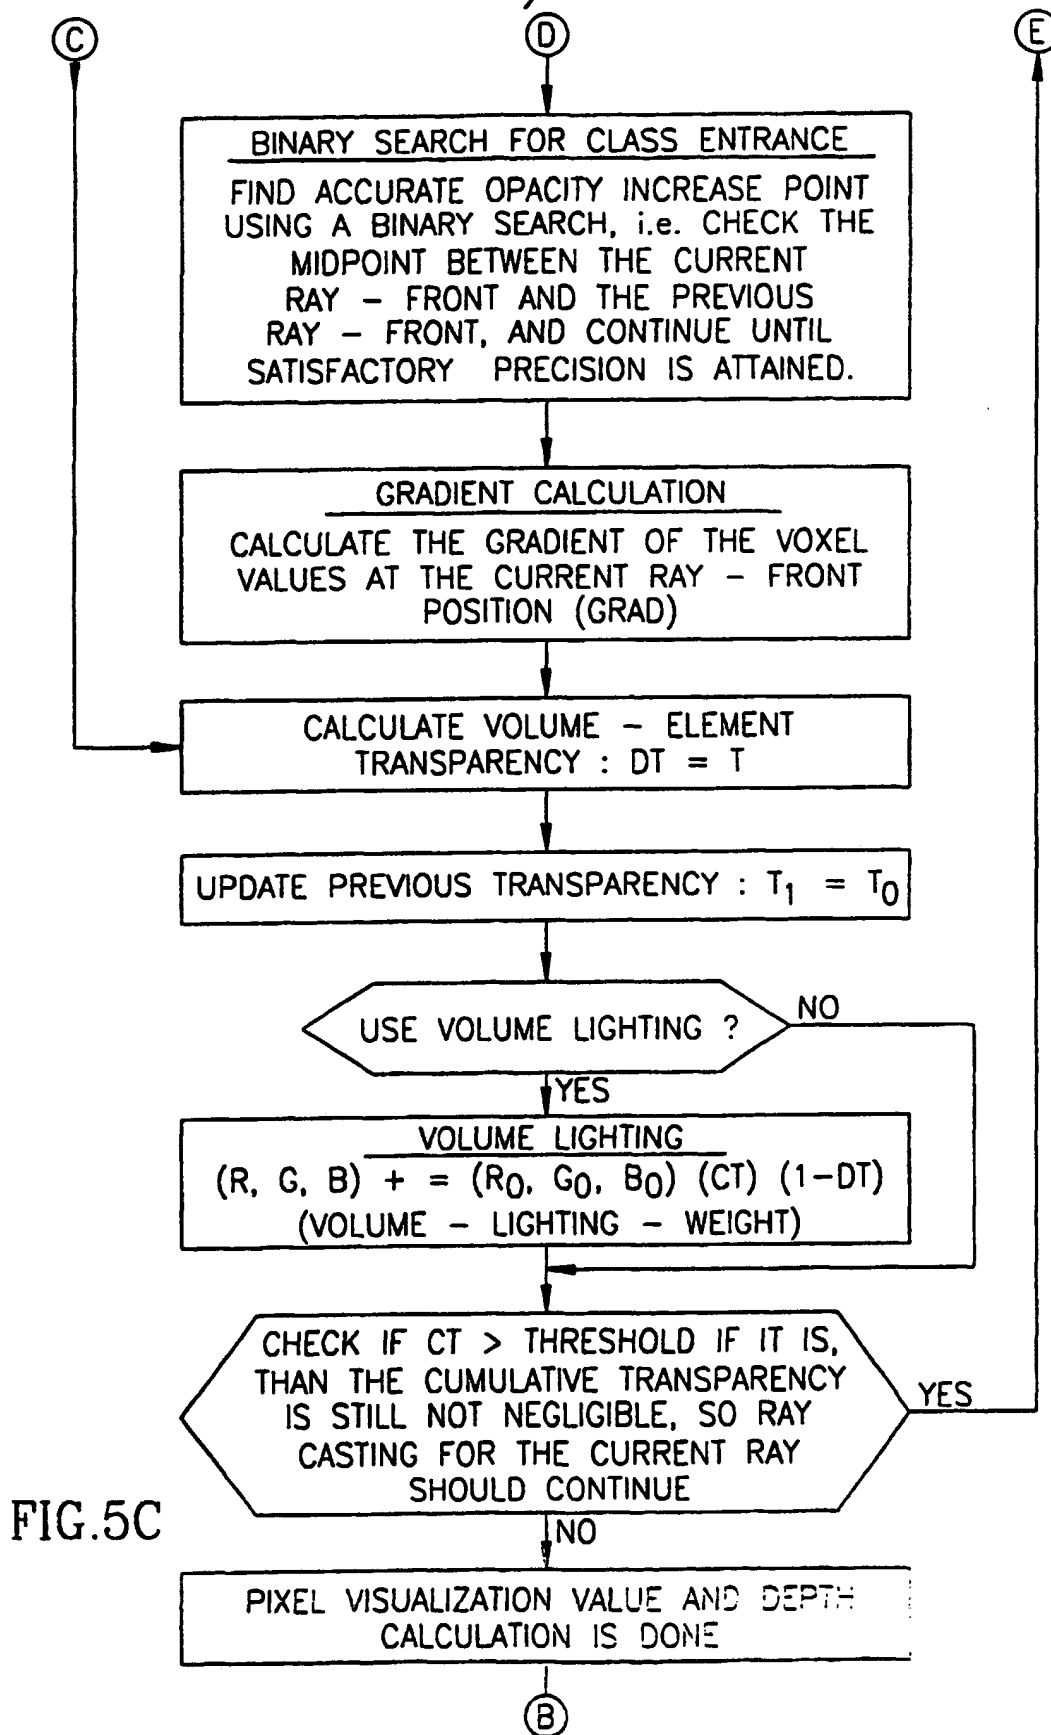 C
D
E
BINARY SEARCH FOR CLASS ENTRANCE
FIND ACCURATE OPACITY INCREASE POINT
USING A BINARY SEARCH, i.e. CHECK THE
MIDPOINT BETWEEN THE CURRENT
RAY – FRONT AND THE PREVIOUS
RAY – FRONT, AND CONTINUE UNTIL
SATISFACTORY PRECISION IS ATTAINED.
GRADIENT CALCULATION
CALCULATE THE GRADIENT OF THE VOXEL
VALUES AT THE CURRENT RAY – FRONT
POSITION (GRAD)
CALCULATE VOLUME – ELEMENT
TRANSPARENCY : DT = T
UPDATE PREVIOUS TRANSPARENCY : T1 = T0
USE VOLUME LIGHTING ?
NO
YES
VOLUME LIGHTING
(R, G, B) + = (R0, G0, B0) (CT) (1–DT)
(VOLUME – LIGHTING – WEIGHT)
CHECK IF CT > THRESHOLD IF IT IS,
THAN THE CUMULATIVE TRANSPARENCY
IS STILL NOT NEGLIGIBLE, SO RAY
CASTING FOR THE CURRENT RAY
SHOULD CONTINUE
YES
NO
FIG.5C
PIXEL VISUALIZATION VALUE AND DEPTH
CALCULATION IS DONE
B